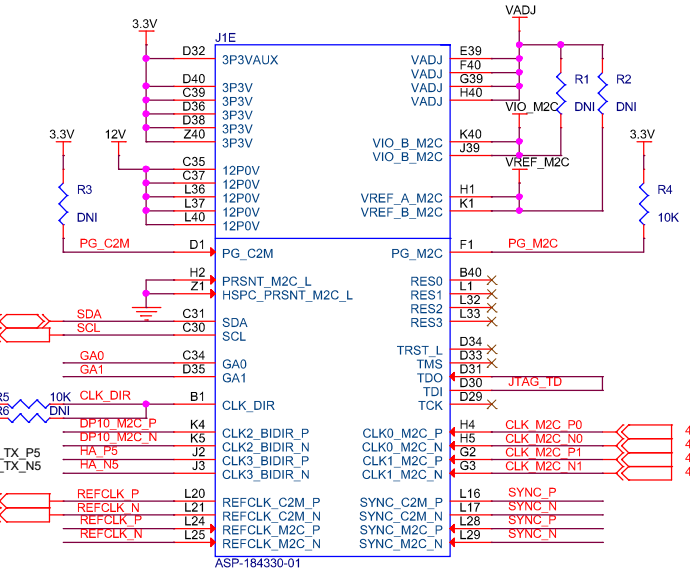 VADJ
3.3V
J1E
D32 3P3VAUX VADJ E39
VADJ F40
D40 3P3V VADJ G39
C39 3P3V VADJ H40
D36 3P3V
D38 3P3V
Z40 3P3V
R1 R2
DNI DNI
VIO_M2C
VIO_B_M2C K40
VIO_B_M2C J39
3.3V 12V 3.3V
VREF_M2C
C35 12P0V
C37 12P0V
L36 12P0V VREF_A_M2C H1
L37 12P0V VREF_B_M2C K1
L40 12P0V
R3
DNI
R4
10K
PG_C2M D1 PG_C2M PG_M2C F1 PG_M2C
H2 PRSNT_M2C_L RES0 B40
Z1 HSPC_PRSNT_M2C_L RES1 L1
RES2 L32
SDA C31 SDA RES3 L33
SCL C30 SCL
TRST_L D34
GA0 C34 GA0 TMS D33
GA1 D35 GA1 TDO D31
TDI D30 JTAG_TD
R5 10K CLK_DIR B1 CLK_DIR TCK D29
R6 DNI
DP10_M2C_P K4 CLK2_BIDIR_P CLK0_M2C_P H4 CLK_M2C_P0 4
DP10_M2C_N K5 CLK2_BIDIR_N CLK0_M2C_N H5 CLK_M2C_N0 4
_TX_P5 HA_P5 J2 CLK3_BIDIR_P CLK1_M2C_P G2 CLK_M2C_P1 4
_TX_N5 HA_N5 J3 CLK3_BIDIR_N CLK1_M2C_N G3 CLK_M2C_N1 4
REFCLK_P L20 REFCLK_C2M_P SYNC_C2M_P L16 SYNC_P
REFCLK_N L21 REFCLK_C2M_N SYNC_C2M_N L17 SYNC_N
REFCLK_P L24 REFCLK_M2C_P SYNC_M2C_P L28 SYNC_P
REFCLK_N L25 REFCLK_M2C_N SYNC_M2C_N L29 SYNC_N
ASP-184330-01